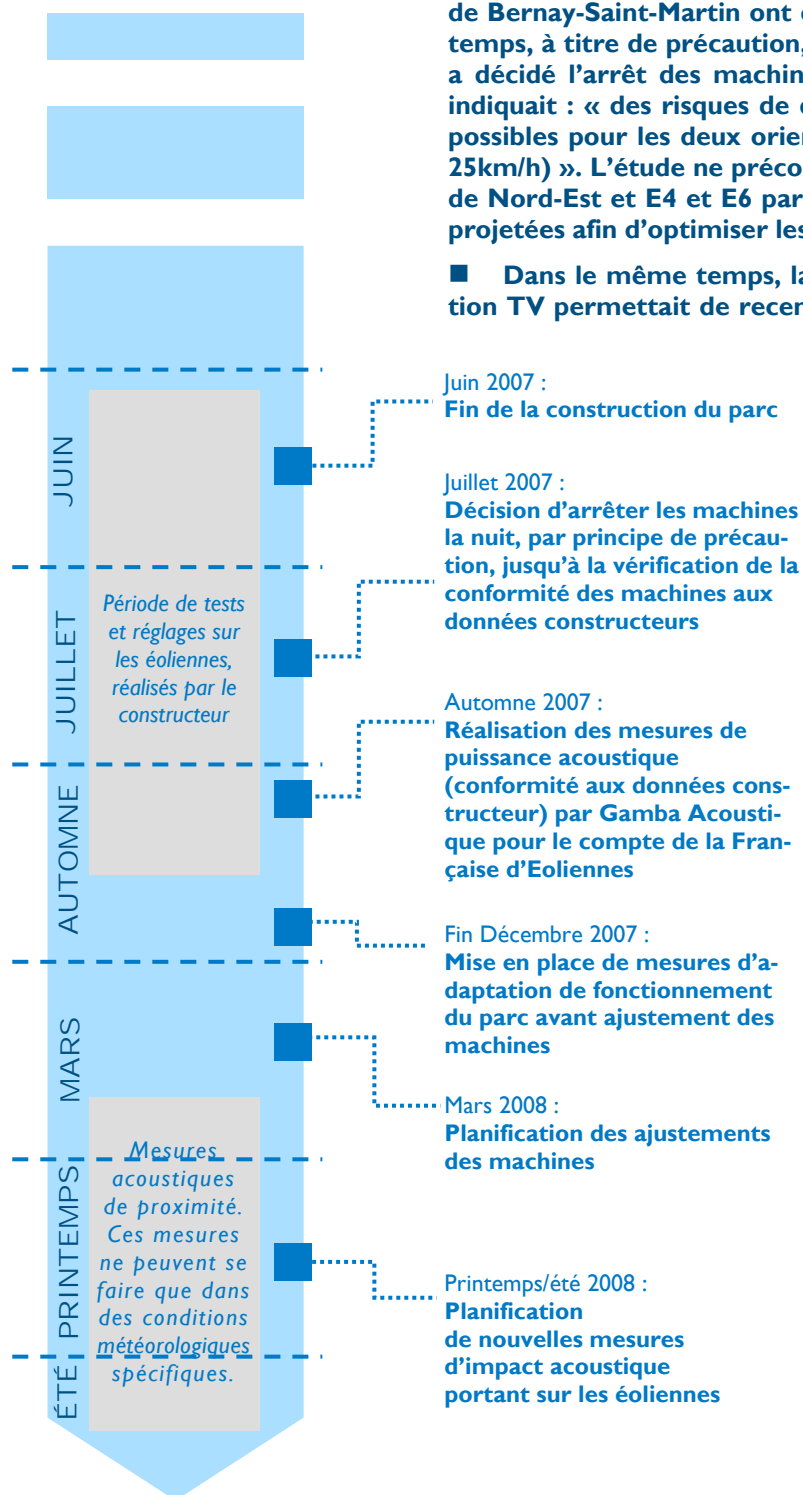 de Bernay-Saint-Martin ont
temps, à titre de précaution,
a décidé l’arrêt des machin
indiquait : « des risques de
possibles pour les deux orien
25km/h) ». L’étude ne préco
de Nord-Est et E4 et E6 par
projetées afin d’optimiser les
■ Dans le même temps, la
tion TV permettait de recen
JUIN
Juin 2007 :
Fin de la construction du parc
JUILLET
Période de tests
et réglages sur
les éoliennes,
réalisés par le
constructeur
Juillet 2007 :
Décision d’arrêter les machines
la nuit, par principe de précau-
tion, jusqu’à la vérification de la
conformité des machines aux
données constructeurs
AUTOMNE
Automne 2007 :
Réalisation des mesures de
puissance acoustique
(conformité aux données cons-
tructeur) par Gamba Acousti-
que pour le compte de la Fran-
çaise d’Eoliennes
Fin Décembre 2007 :
Mise en place de mesures d’a-
daptation de fonctionnement
du parc avant ajustement des
machines
MARS
Mars 2008 :
Planification des ajustements
des machines
PRINTEMPS
ÉTÉ
Mesures
acoustiques
de proximité.
Ces mesures
ne peuvent se
faire que dans
des conditions
météorologiques
spécifiques.
Printemps/été 2008 :
Planification
de nouvelles mesures
d’impact acoustique
portant sur les éoliennes